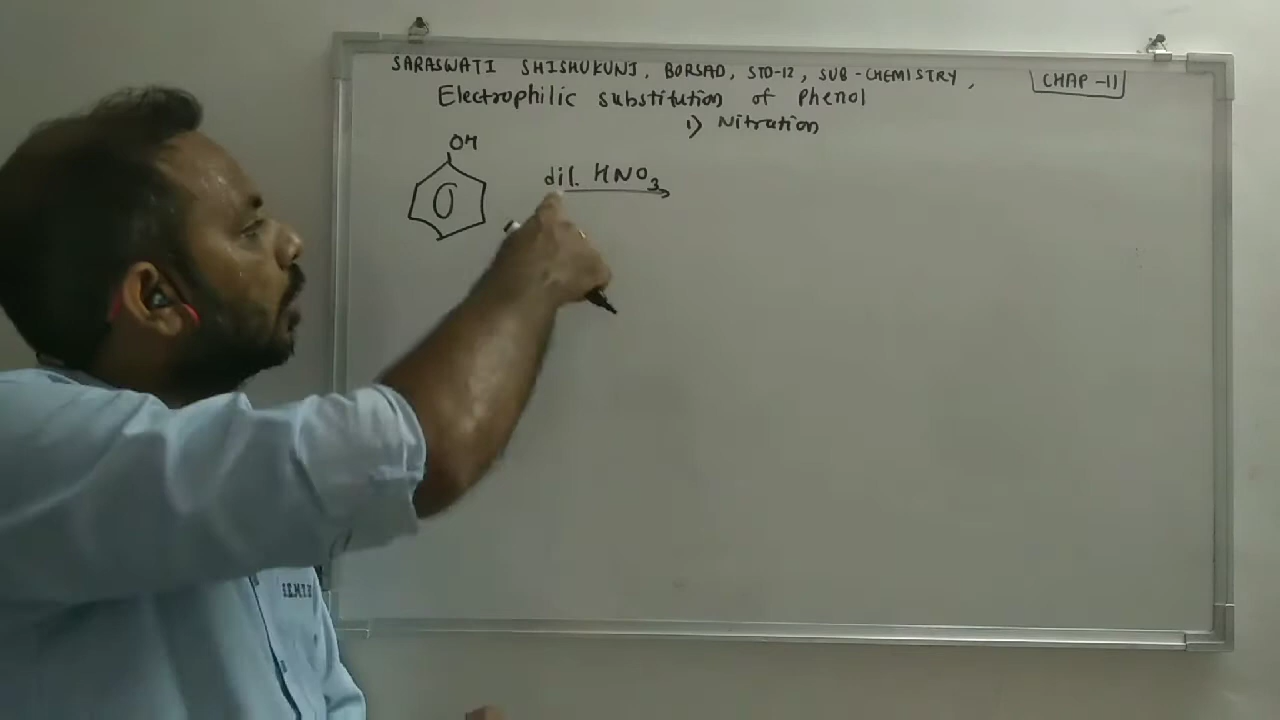 SARASWATI SHISHUKUNJ, BORSAD, STD-12, SUB-CHEMISTRY, CHAP-11
Electrophilic substitution of Phenol
1) Nitration
OH
dil. HNO3